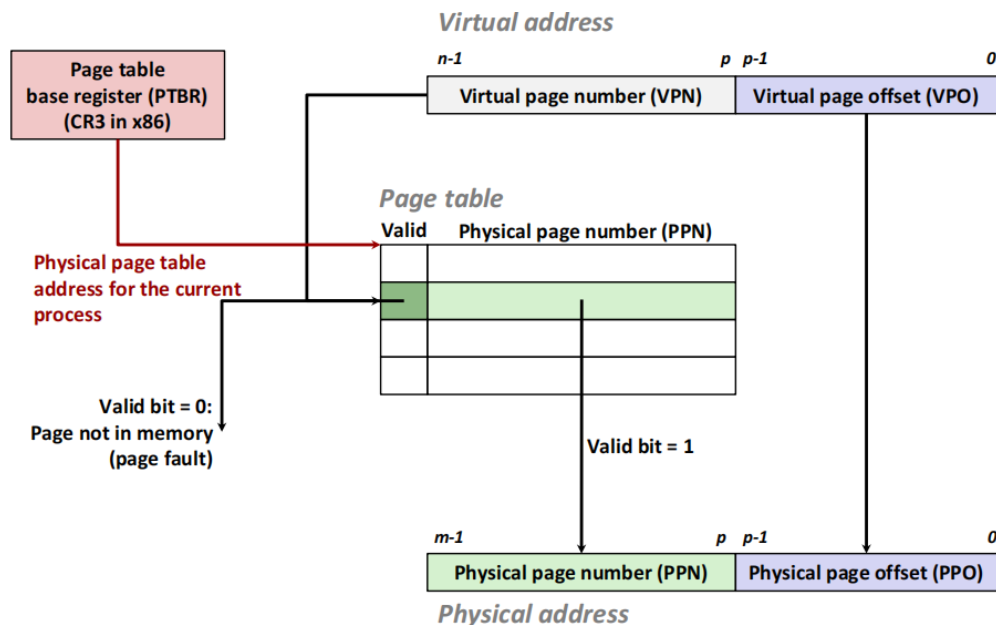 Virtual address
n-1 p p-1 0
Page table
base register (PTBR)
(CR3 in x86)
Virtual page number (VPN) Virtual page offset (VPO)
Page table
Valid Physical page number (PPN)
Physical page table
address for the current
process
Valid bit = 0:
Page not in memory
(page fault)
Valid bit = 1
m-1 p p-1 0
Physical page number (PPN) Physical page offset (PPO)
Physical address